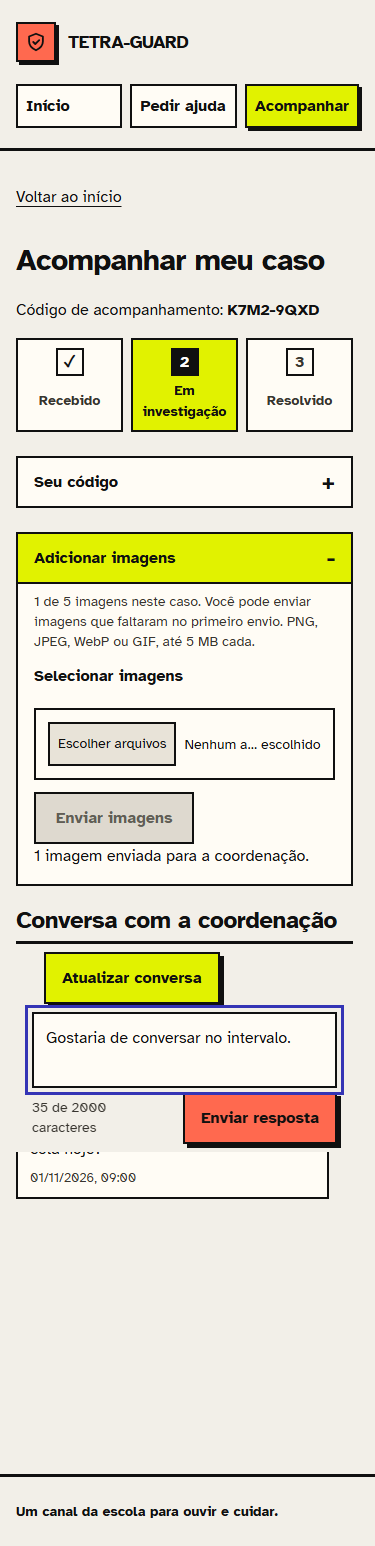 TETRA-GUARD
Início
Pedir ajuda
Acompanhar
Voltar ao início
Acompanhar meu caso
Código de acompanhamento: K7M2-9QXD
✓
Recebido
2
Em
investigação
3
Resolvido
Seu código
+
Adicionar imagens
-
1 de 5 imagens neste caso. Você pode enviar
imagens que faltaram no primeiro envio. PNG,
JPEG, WebP ou GIF, até 5 MB cada.
Selecionar imagens
Escolher arquivos
Nenhum a... escolhido
Enviar imagens
1 imagem enviada para a coordenação.
Conversa com a coordenação
Atualizar conversa
Gostaria de conversar no intervalo.
35 de 2000
caracteres
Enviar resposta
01/11/2026, 09:00
Um canal da escola para ouvir e cuidar.